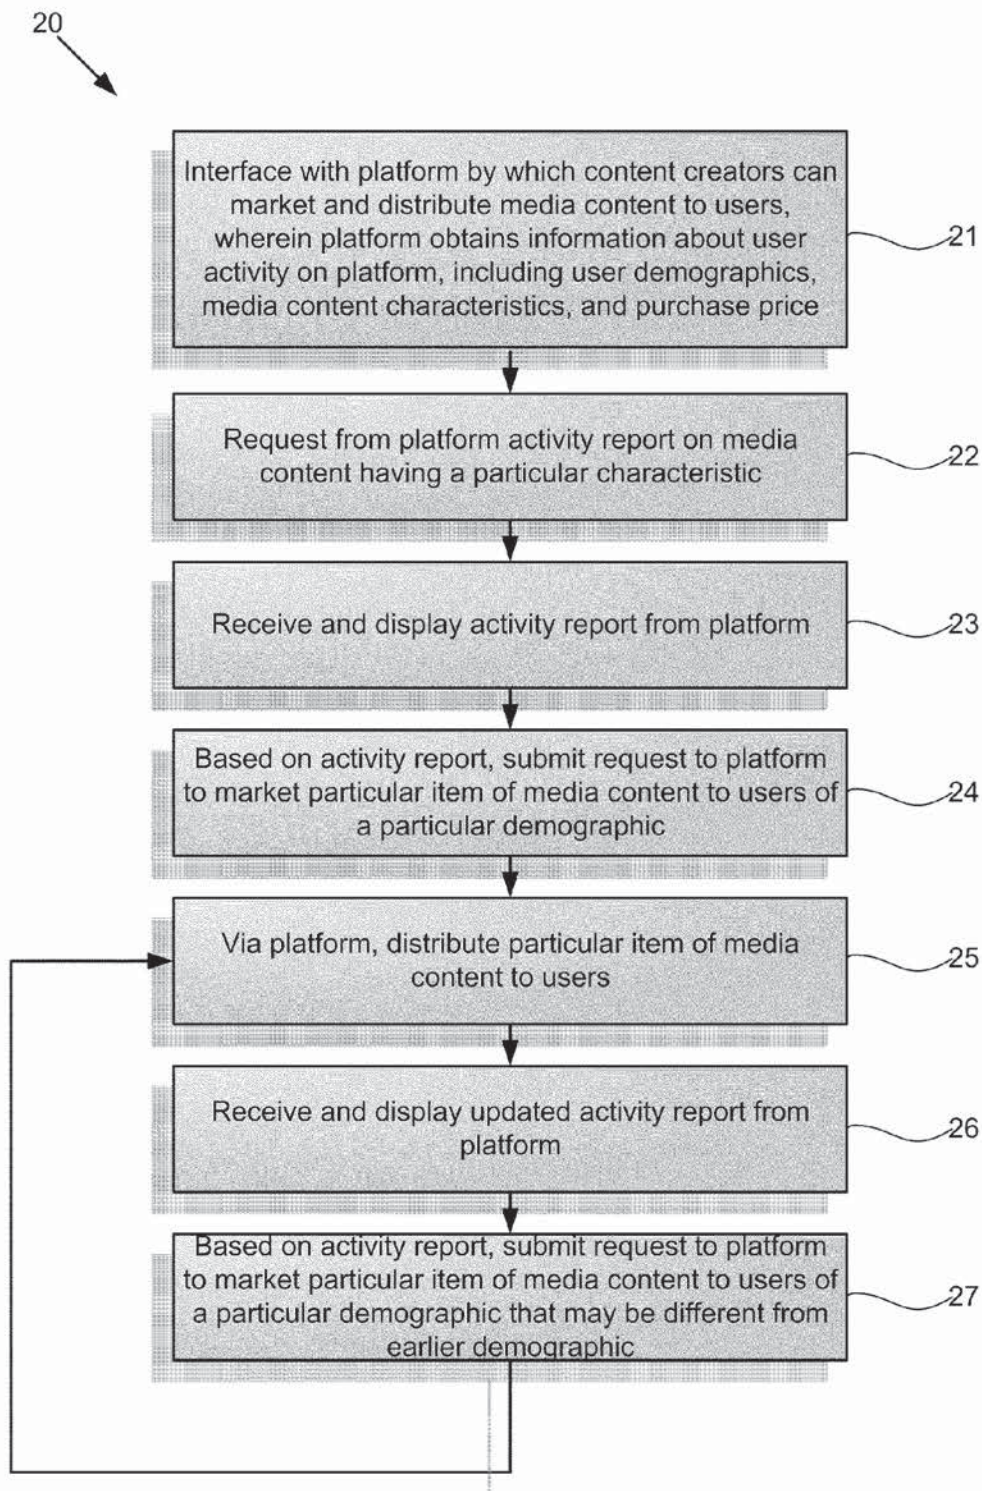 20
Interface with platform by which content creators can
market and distribute media content to users,
wherein platform obtains information about user
activity on platform, including user demographics,
media content characteristics, and purchase price
21
Request from platform activity report on media
content having a particular characteristic
22
Receive and display activity report from platform
23
Based on activity report, submit request to platform
to market particular item of media content to users of
a particular demographic
24
Via platform, distribute particular item of media
content to users
25
Receive and display updated activity report from
platform
26
Based on activity report, submit request to platform
to market particular item of media content to users of
a particular demographic that may be different from
earlier demographic
27